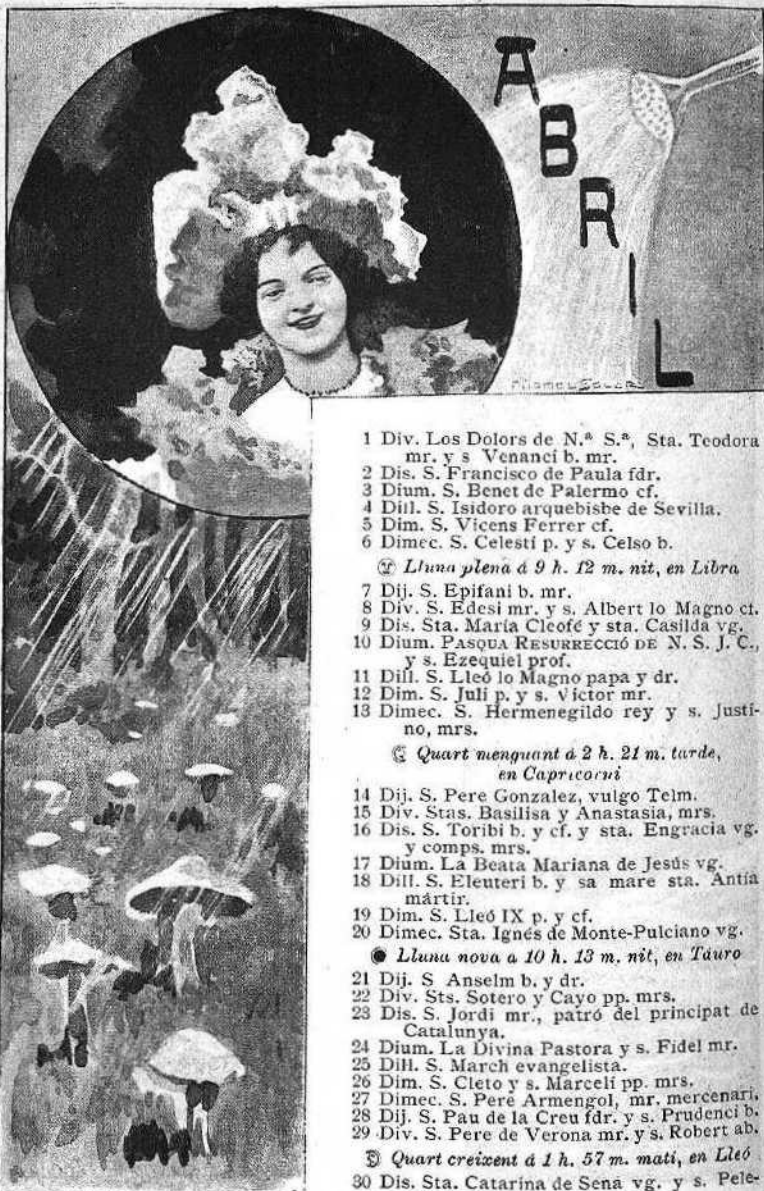 ABRIL
1 Div. Los Dolors de N.ª S.ª, Sta. Teodora
mr. y s Venanci b. mr.
2 Dis. S. Francisco de Paula fdr.
3 Dium. S. Benet de Palermo cf.
4 Dill. S. Isidoro arquebisbe de Sevilla.
5 Dim. S. Vicens Ferrer cf.
6 Dimec. S. Celestí p. y s. Celso b.
Lluna plena á 9 h. 12 m. nit, en Libra
7 Dij. S. Epifani b. mr.
8 Div. S. Edesi mr. y s. Albert lo Magno cf.
9 Dis. Sta. María Cleofé y sta. Casilda vg.
10 Dium. PASQUA RESURRECCIÓ DE N. S. J. C.,
y s. Ezequiel prof.
11 Dill. S. Lleó lo Magno papa y dr.
12 Dim. S. Juli p. y s. Victor mr.
13 Dimec. S. Hermenegildo rey y s. Justi-
no, mrs.
Quart menguant á 2 h. 21 m. tarde,
en Capricorni
14 Dij. S. Pere Gonzalez, vulgo Telm.
15 Div. Stas. Basilisa y Anastasia, mrs.
16 Dis. S. Toribi b. y cf. y sta. Engracia vg.
y comps. mrs.
17 Dium. La Beata Mariana de Jesús vg.
18 Dill. S. Eleuteri b. y sa mare sta. Antia
mártir.
19 Dim. S. Lleó IX p. y cf.
20 Dimec. Sta. Ignés de Monte-Pulciano vg.
Lluna nova a 10 h. 13 m. nit, en Táuro
21 Dij. S Anselm b. y dr.
22 Div. Sts. Sotero y Cayo pp. mrs.
23 Dis. S. Jordi mr., patró del principat de
Catalunya.
24 Dium. La Divina Pastora y s. Fidel mr.
25 Dill. S. March evangelista.
26 Dim. S. Cleto y s. Marcelí pp. mrs.
27 Dimec. S. Pere Armengol, mr. mercenari.
28 Dij. S. Pau de la Creu fdr. y s. Prudenci b.
29 Div. S. Pere de Verona mr. y s. Robert ab.
Quart creixent á 1 h. 57 m. matí, en Lleó
30 Dis. Sta. Catarina de Sena vg. y s. Pele-